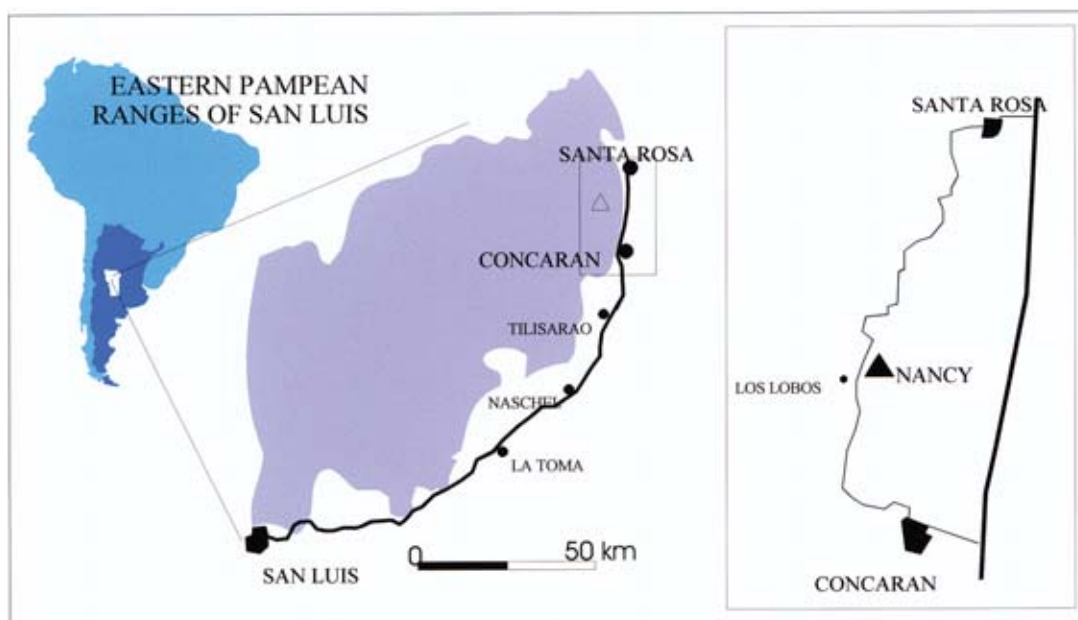 EASTERN PAMPEAN
RANGES OF SAN LUIS
SANTA ROSA
CONCARAN
TILISARAO
NASCHEL
LA TOMA
0 50 km
SAN LUIS
SANTA ROSA
LOS LOBOS
NANCY
CONCARAN